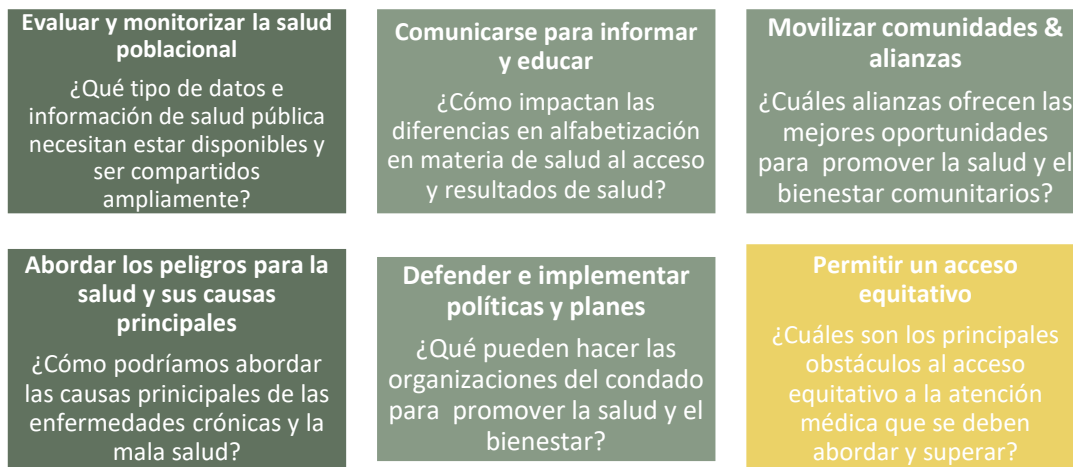 Evaluar y monitorizar la salud
poblacional
¿Qué tipo de datos e
información de salud pública
necesitan estar disponibles y
ser compartidos
ampliamente?
Comunicarse para informar
y educar
¿Cómo impactan las
diferencias en alfabetización
en materia de salud al acceso
y resultados de salud?
Movilizar comunidades &
alianzas
¿Cuáles alianzas ofrecen las
mejores oportunidades
para promover la salud y el
bienestar comunitarios?
Abordar los peligros para la
salud y sus causas
principales
¿Cómo podríamos abordar
las causas prinicipales de las
enfermedades crónicas y la
mala salud?
Defender e implementar
políticas y planes
¿Qué pueden hacer las
organizaciones del condado
para promover la salud y el
bienestar?
Permitir un acceso
equitativo
¿Cuáles son los principales
obstáculos al acceso
equitativo a la atención
médica que se deben
abordar y superar?